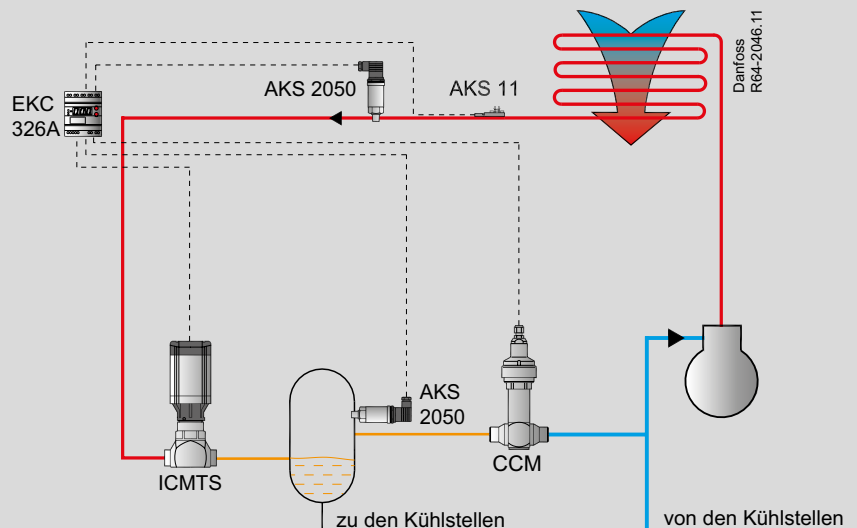 EKC
326A
AKS 2050
AKS 11
Danfoss
R64-2046.11
AKS
2050
ICMTS
CCM
zu den Kühlstellen
von den Kühlstellen